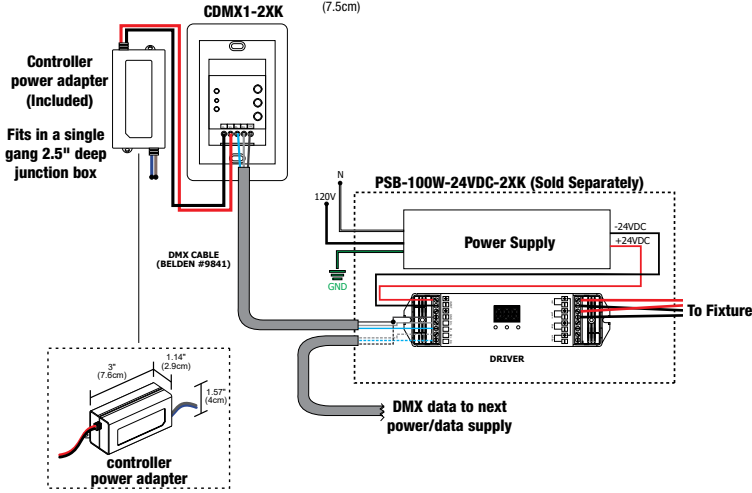 CDMX1-2XK
(7.5cm)
Controller
power adapter
(Included)
Fits in a single
gang 2.5" deep
junction box
N
120V
PSB-100W-24VDC-2XK (Sold Separately)
Power Supply
-24VDC
+24VDC
GND
DMX CABLE
(BELDEN #9841)
To Fixture
DRIVER
DMX data to next
power/data supply
3"
(7.6cm)
1.14"
(2.9cm)
1.57"
(4cm)
controller
power adapter